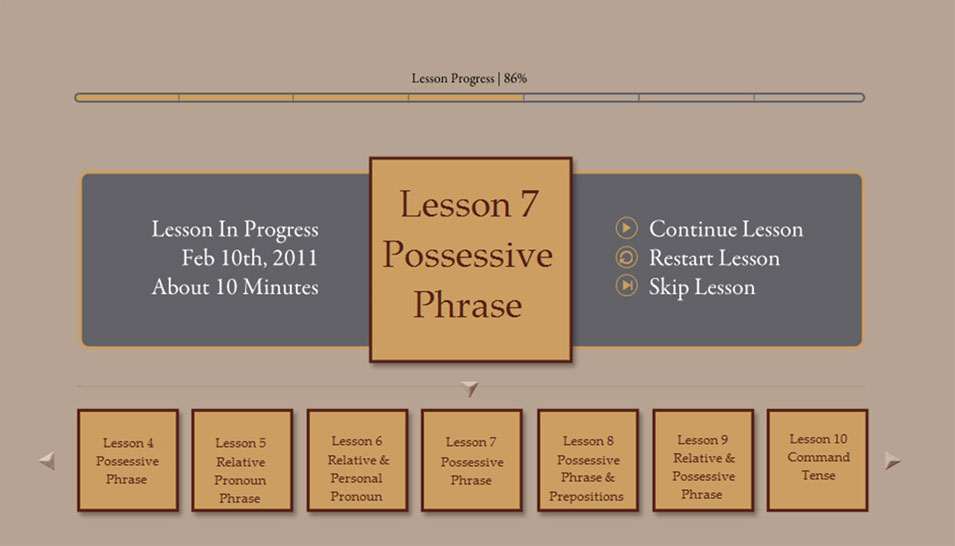 Lesson Progress | 86%
Lesson In Progress
Feb 10th, 2011
About 10 Minutes
Lesson 7
Possessive
Phrase
Continue Lesson
Restart Lesson
Skip Lesson
Lesson 4
Possessive
Phrase
Lesson 5
Relative
Pronoun
Phrase
Lesson 6
Relative &
Personal
Pronoun
Lesson 7
Possessive
Phrase
Lesson 8
Possessive
Phrase &
Prepositions
Lesson 9
Relative &
Possessive
Phrase
Lesson 10
Command
Tense